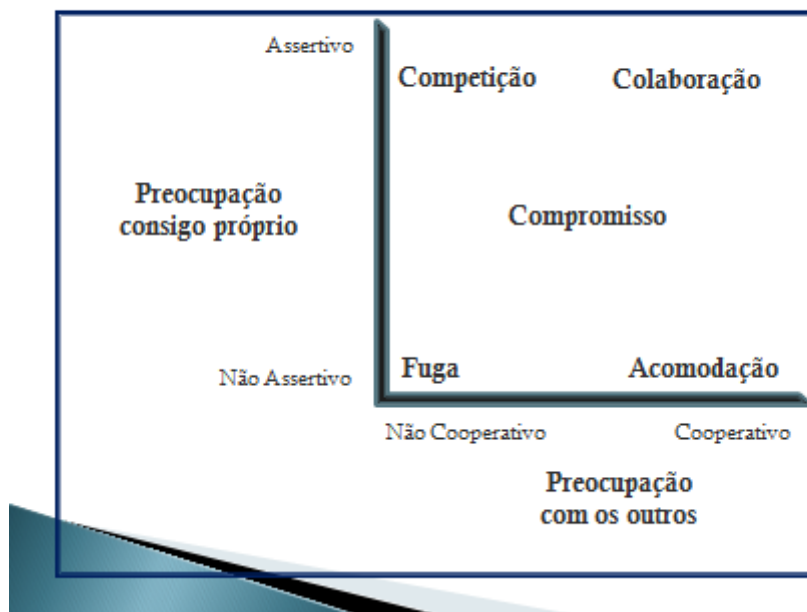 Assertivo
Competição
Colaboração
Preocupação
consigo próprio
Compromisso
Fuga
Acomodação
Não Assertivo
Não Cooperativo
Cooperativo
Preocupação
com os outros